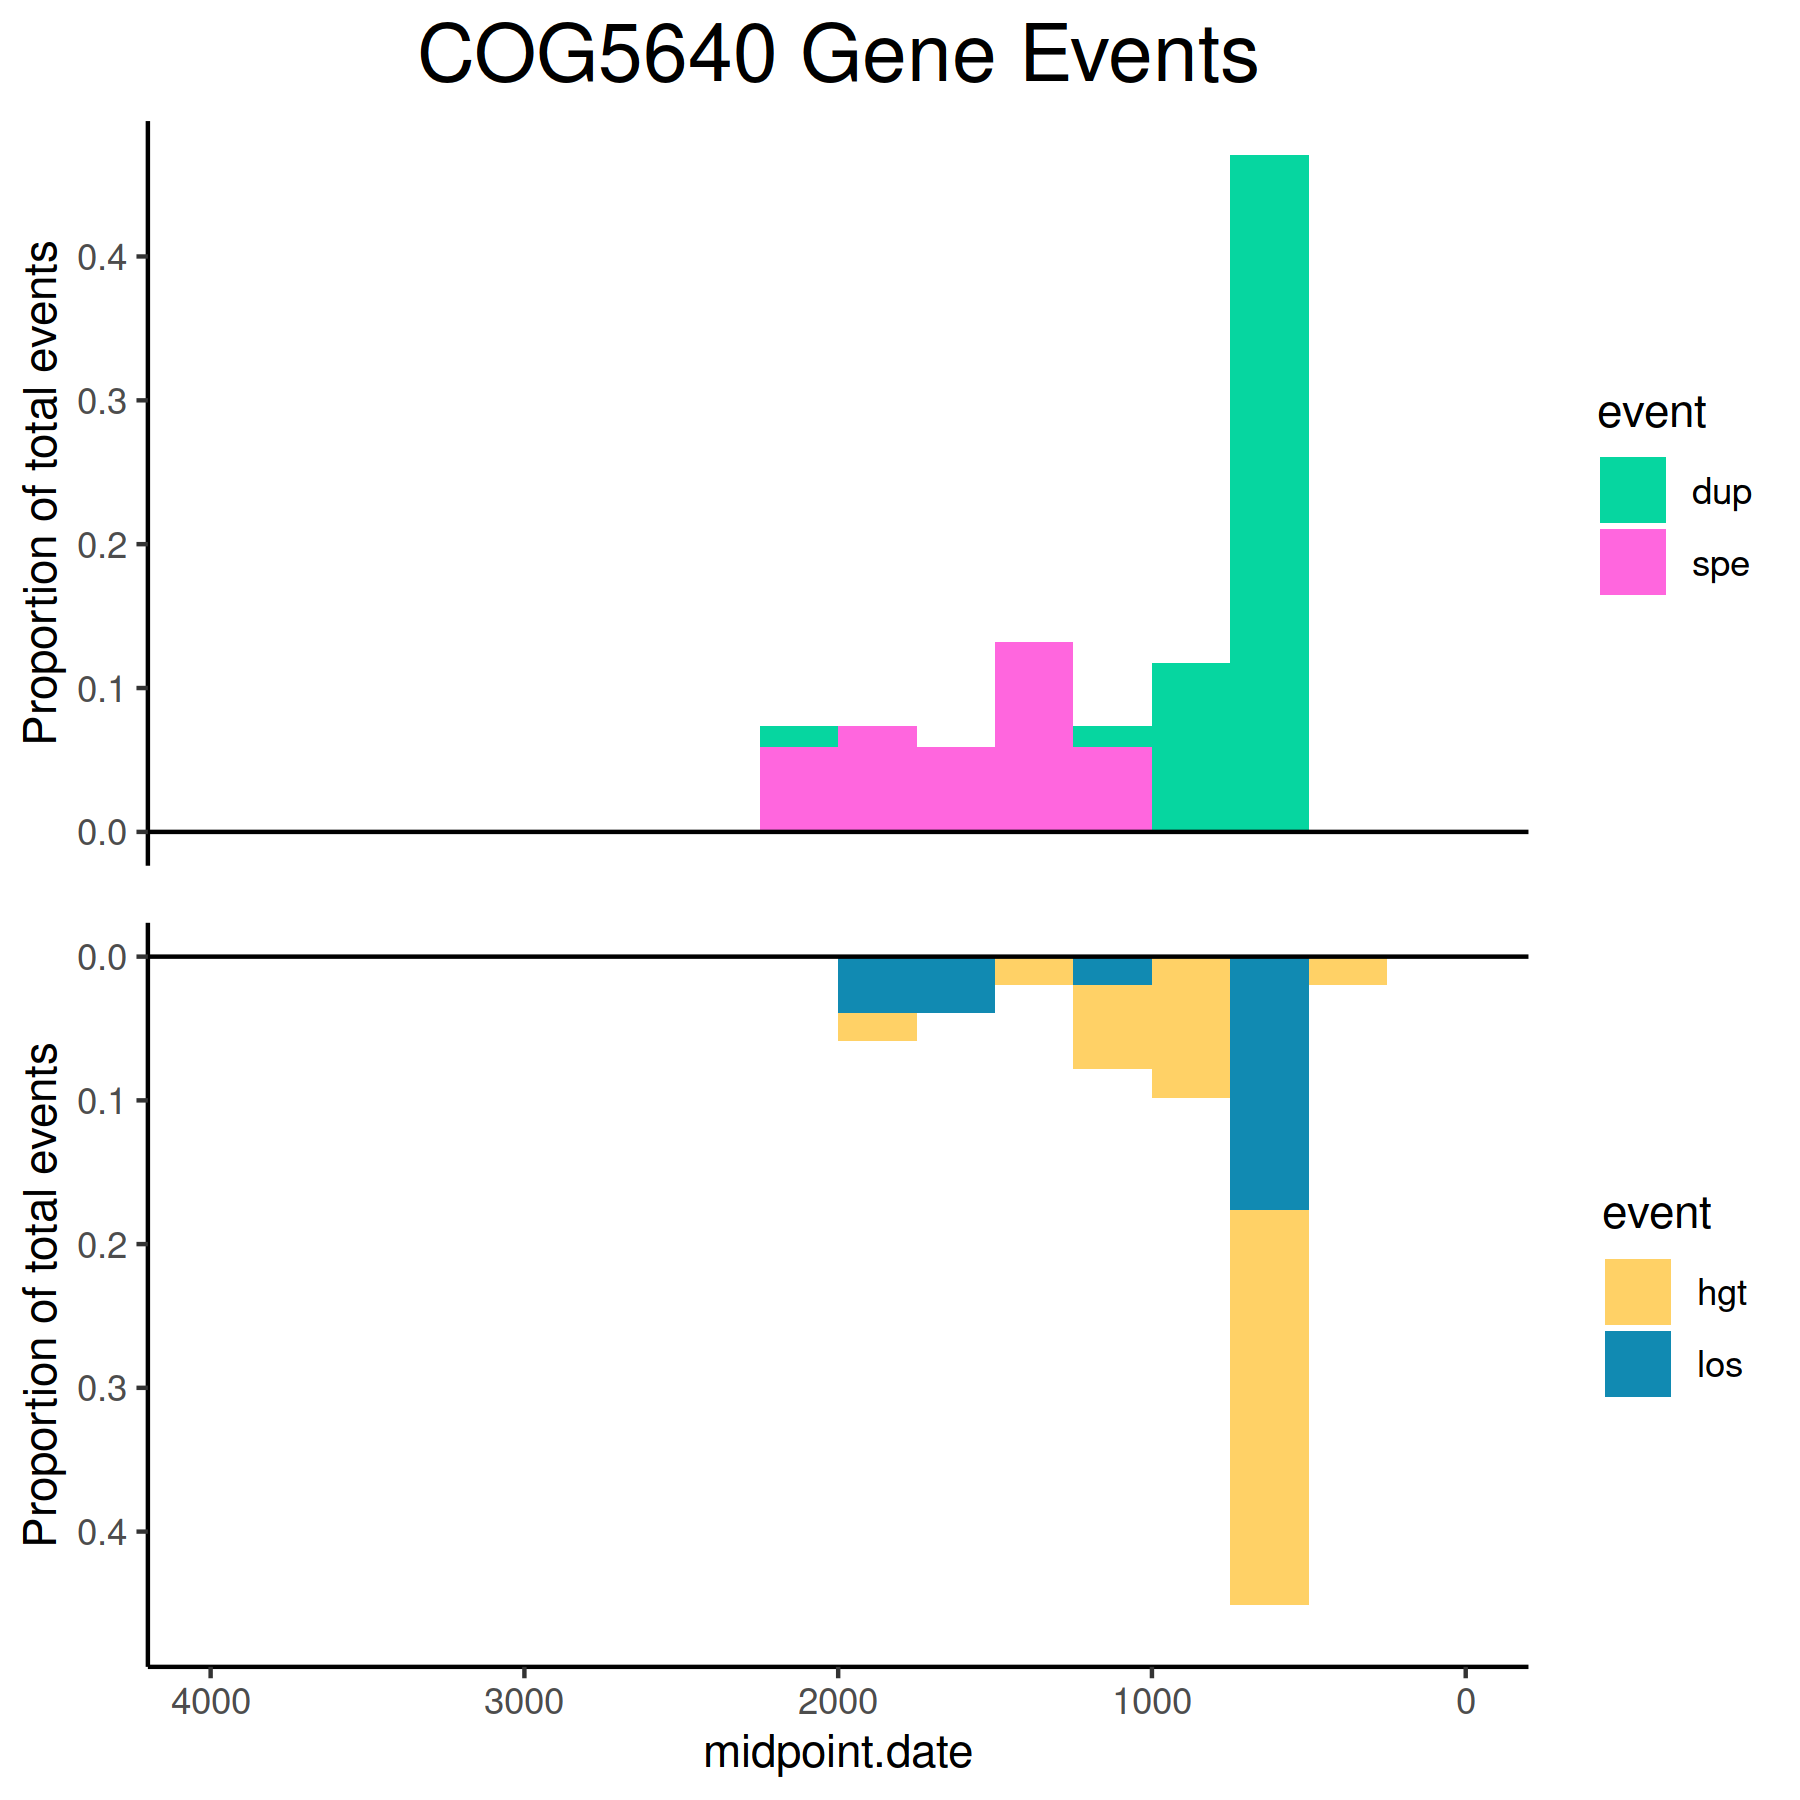 COG5640 Gene Events
Proportion of total events
0.4
0.3
0.2
0.1
0.0
event
dup
spe
Proportion of total events
0.0
0.1
0.2
0.3
0.4
event
hgt
los
4000 3000 2000 1000 0
midpoint.date